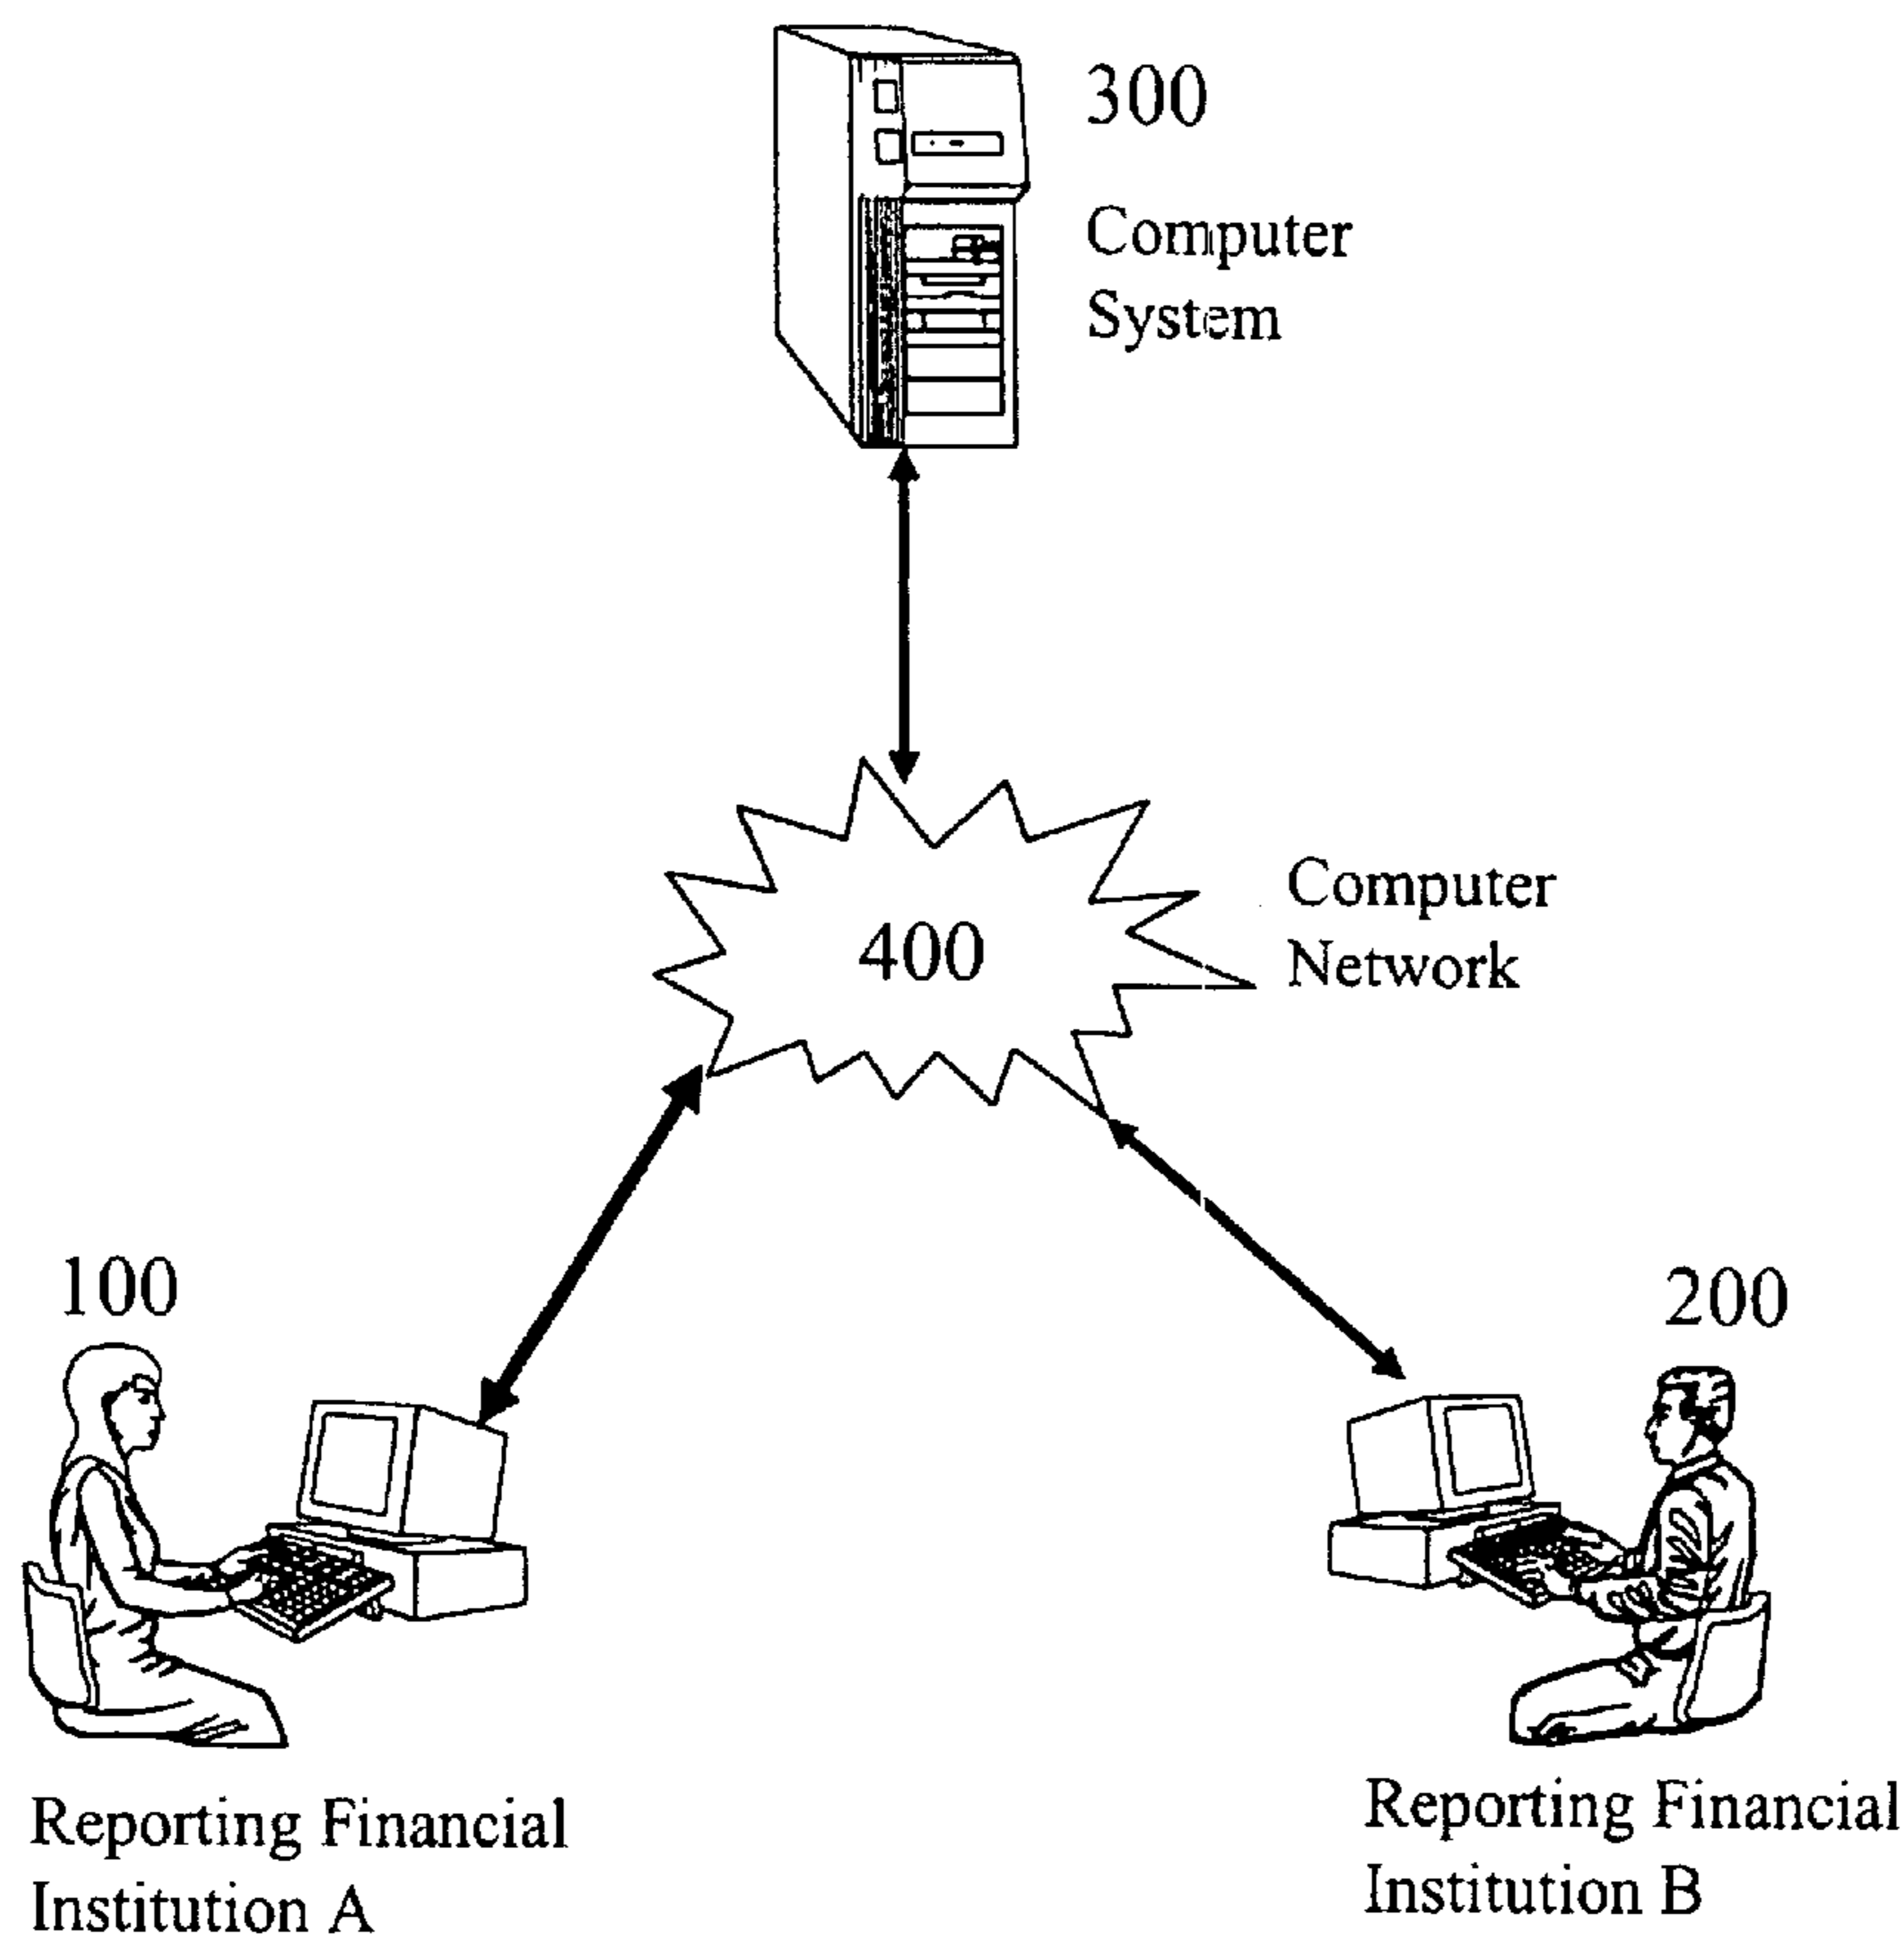 300
Computer
System
400
Computer
Network
100
200
Reporting Financial
Institution A
Reporting Financial
Institution B